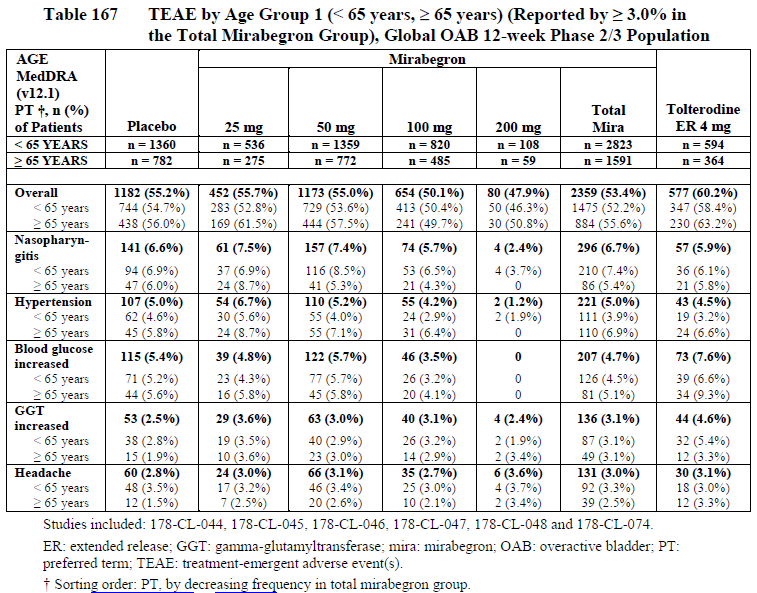 Table 167 TEAE by Age Group 1 (< 65 years, ≥ 65 years) (Reported by ≥ 3.0% in
the Total Mirabegron Group), Global OAB 12-week Phase 2/3 Population
AGE Mirabegron
MedDRA
(v12.1)
PT †, n (%) Total Tolterodine
of Patients Placebo 25 mg 50 mg 100 mg 200 mg Mira ER 4 mg
< 65 YEARS n = 1360 n = 536 n = 1359 n = 820 n = 108 n = 2823 n = 594
≥ 65 YEARS n = 782 n = 275 n = 772 n = 485 n = 59 n = 1591 n = 364
Overall 1182 (55.2%) 452 (55.7%) 1173 (55.0%) 654 (50.1%) 80 (47.9%) 2359 (53.4%) 577 (60.2%)
< 65 years 744 (54.7%) 283 (52.8%) 729 (53.6%) 413 (50.4%) 50 (46.3%) 1475 (52.2%) 347 (58.4%)
≥ 65 years 438 (56.0%) 169 (61.5%) 444 (57.5%) 241 (49.7%) 30 (50.8%) 884 (55.6%) 230 (63.2%)
Nasopharyn-
gitis 141 (6.6%) 61 (7.5%) 157 (7.4%) 74 (5.7%) 4 (2.4%) 296 (6.7%) 57 (5.9%)
< 65 years 94 (6.9%) 37 (6.9%) 116 (8.5%) 53 (6.5%) 4 (3.7%) 210 (7.4%) 36 (6.1%)
≥ 65 years 47 (6.0%) 24 (8.7%) 41 (5.3%) 21 (4.3%) 0 86 (5.4%) 21 (5.8%)
Hypertension 107 (5.0%) 54 (6.7%) 110 (5.2%) 55 (4.2%) 2 (1.2%) 221 (5.0%) 43 (4.5%)
< 65 years 62 (4.6%) 30 (5.6%) 55 (4.0%) 24 (2.9%) 2 (1.9%) 111 (3.9%) 19 (3.2%)
≥ 65 years 45 (5.8%) 24 (8.7%) 55 (7.1%) 31 (6.4%) 0 110 (6.9%) 24 (6.6%)
Blood glucose
increased 115 (5.4%) 39 (4.8%) 122 (5.7%) 46 (3.5%) 0 207 (4.7%) 73 (7.6%)
< 65 years 71 (5.2%) 23 (4.3%) 77 (5.7%) 26 (3.2%) 0 126 (4.5%) 39 (6.6%)
≥ 65 years 44 (5.6%) 16 (5.8%) 45 (5.8%) 20 (4.1%) 0 81 (5.1%) 34 (9.3%)
GGT
increased 53 (2.5%) 29 (3.6%) 63 (3.0%) 40 (3.1%) 4 (2.4%) 136 (3.1%) 44 (4.6%)
< 65 years 38 (2.8%) 19 (3.5%) 40 (2.9%) 26 (3.2%) 2 (1.9%) 87 (3.1%) 32 (5.4%)
≥ 65 years 15 (1.9%) 10 (3.6%) 23 (3.0%) 14 (2.9%) 2 (3.4%) 49 (3.1%) 12 (3.3%)
Headache 60 (2.8%) 24 (3.0%) 66 (3.1%) 35 (2.7%) 6 (3.6%) 131 (3.0%) 30 (3.1%)
< 65 years 48 (3.5%) 17 (3.2%) 46 (3.4%) 25 (3.0%) 4 (3.7%) 92 (3.3%) 18 (3.0%)
≥ 65 years 12 (1.5%) 7 (2.5%) 20 (2.6%) 10 (2.1%) 2 (3.4%) 39 (2.5%) 12 (3.3%)
Studies included: 178-CL-044, 178-CL-045, 178-CL-046, 178-CL-047, 178-CL-048 and 178-CL-074.
ER: extended release; GGT: gamma-glutamyltransferase; mira: mirabegron; OAB: overactive bladder; PT:
preferred term; TEAE: treatment-emergent adverse event(s).
† Sorting order: PT, by decreasing frequency in total mirabegron group.